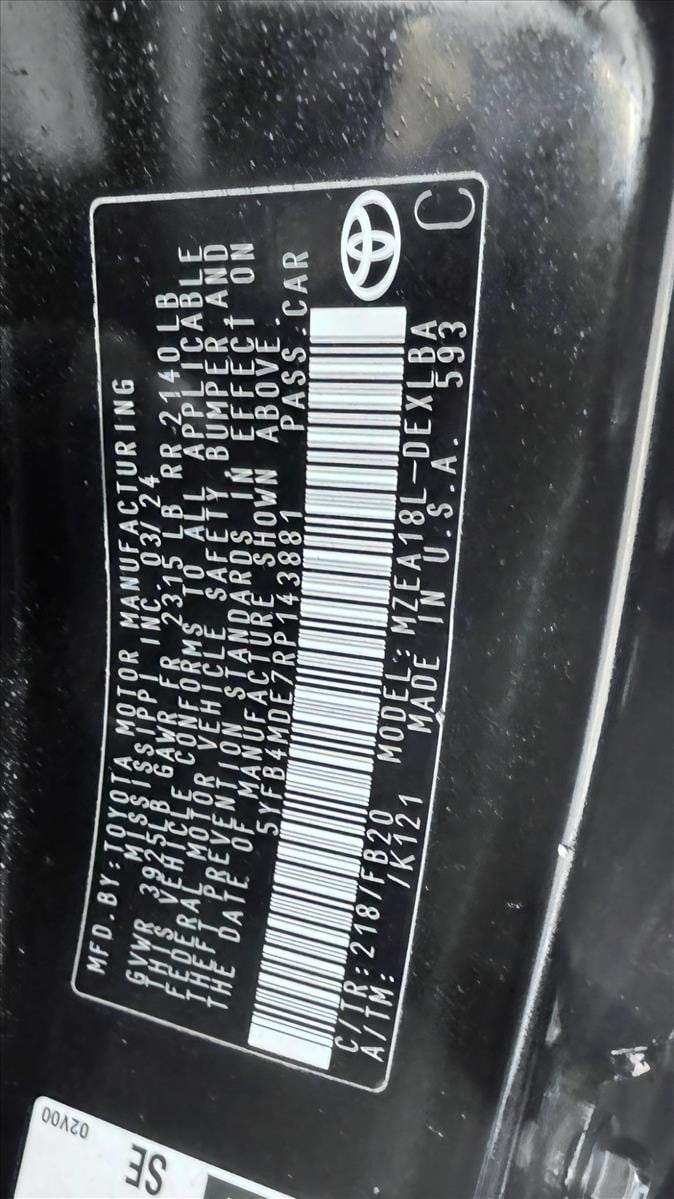 MFD.BY:TOYOTA MOTOR MANUFACTURING
MISSISSIPPI INC.03/24
GVWR 3925LB GAWR FR 2315 LB RR 2140LB
THIS VEHICLE CONFORMS TO ALL APPLICABLE
FEDERAL MOTOR VEHICLE SAFETY BUMPER AND
THEFT PREVENTION STANDARDS IN EFFECT ON
THE DATE OF MANUFACTURE SHOWN ABOVE.
5YFB4MDE7RP143881 PASS.CAR
C/TR:218/FB20 MODEL:MZEA18L-DEXLBA
A/TM: /K121 MADE IN U.S.A. 593
C
02V00
SE